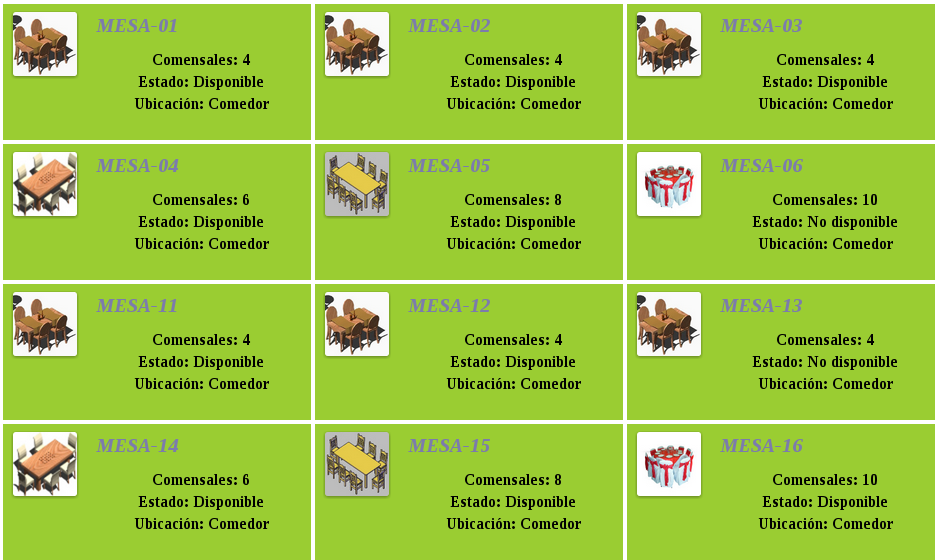 MESA-01
Comensales: 4
Estado: Disponible
Ubicación: Comedor
MESA-02
Comensales: 4
Estado: Disponible
Ubicación: Comedor
MESA-03
Comensales: 4
Estado: Disponible
Ubicación: Comedor
MESA-04
Comensales: 6
Estado: Disponible
Ubicación: Comedor
MESA-05
Comensales: 8
Estado: Disponible
Ubicación: Comedor
MESA-06
Comensales: 10
Estado: No disponible
Ubicación: Comedor
MESA-11
Comensales: 4
Estado: Disponible
Ubicación: Comedor
MESA-12
Comensales: 4
Estado: Disponible
Ubicación: Comedor
MESA-13
Comensales: 4
Estado: No disponible
Ubicación: Comedor
MESA-14
Comensales: 6
Estado: Disponible
Ubicación: Comedor
MESA-15
Comensales: 8
Estado: Disponible
Ubicación: Comedor
MESA-16
Comensales: 10
Estado: Disponible
Ubicación: Comedor